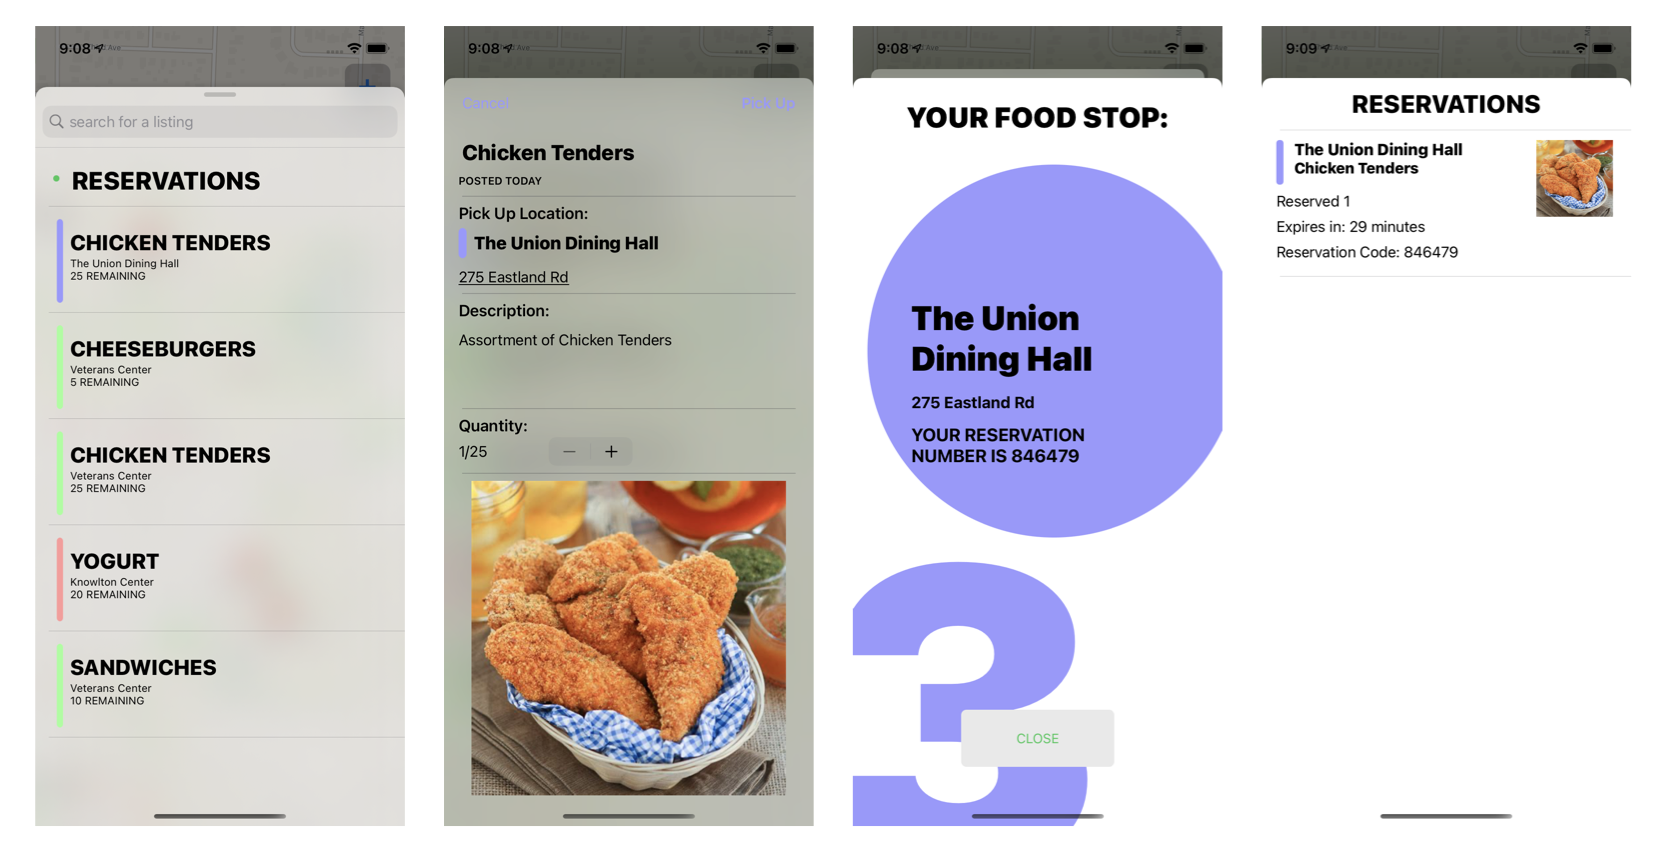 9:08
Ave
search for a listing
RESERVATIONS
CHICKEN TENDERS
The Union Dining Hall
25 REMAINING
CHEESEBURGERS
Veterans Center
5 REMAINING
CHICKEN TENDERS
Veterans Center
25 REMAINING
YOGURT
Knowlton Center
20 REMAINING
SANDWICHES
Veterans Center
10 REMAINING
9:08
Ave
Cancel
Pick Up
Chicken Tenders
POSTED TODAY
Pick Up Location:
The Union Dining Hall
275 Eastland Rd
Description:
Assortment of Chicken Tenders
Quantity:
1/25
9:08
YOUR FOOD STOP:
The Union
Dining Hall
275 Eastland Rd
YOUR RESERVATION
NUMBER IS 846479
3
CLOSE
9:09
RESERVATIONS
The Union Dining Hall
Chicken Tenders
Reserved 1
Expires in: 29 minutes
Reservation Code: 846479